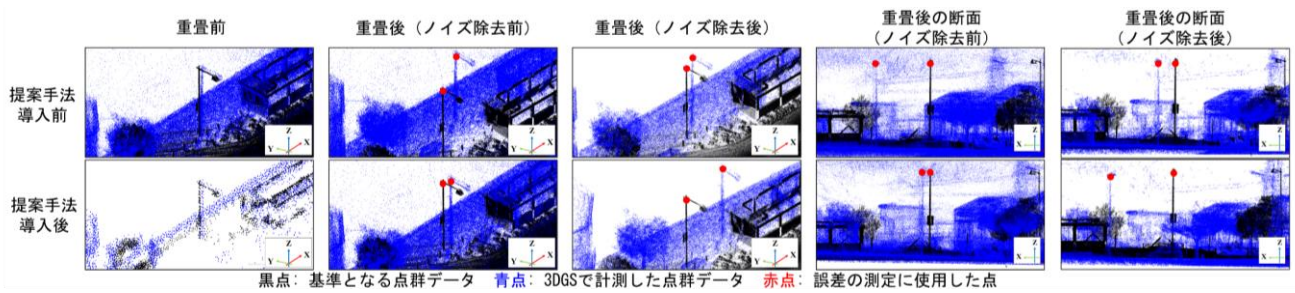 重畳前
重畳後（ノイズ除去前）
重畳後（ノイズ除去後）
重畳後の断面
（ノイズ除去前）
重畳後の断面
（ノイズ除去後）
提案手法
導入前
Z
Y
X
Z
Y
X
Z
Y
X
Z
X
Z
X
提案手法
導入後
Z
Y
X
Z
Y
X
Z
Y
X
Z
X
Z
X
黒点: 基準となる点群データ 青点: 3DGSで計測した点群データ 赤点: 誤差の測定に使用した点